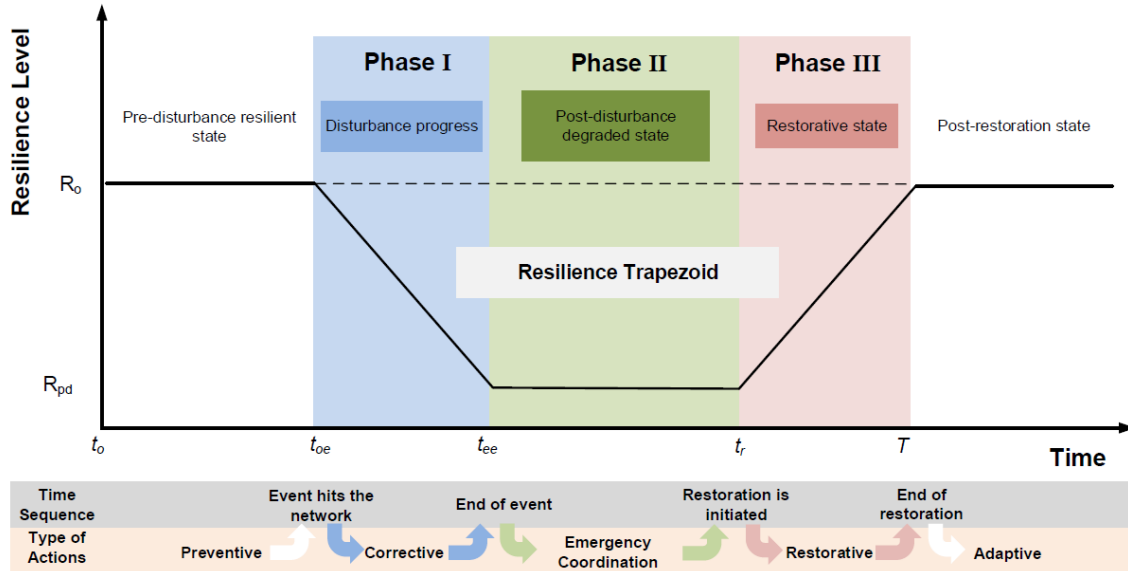 Resilience Level
Phase I
Phase II
Phase III
Pre-disturbance resilient
state
Disturbance progress
Post-disturbance
degraded state
Restorative state
Post-restoration state
Ro
Resilience Trapezoid
Rpd
to
toe
tee
tr
T
Time
Time
Sequence
Event hits the
network
End of event
Restoration is
initiated
End of
restoration
Type of
Actions
Preventive
Corrective
Emergency
Coordination
Restorative
Adaptive